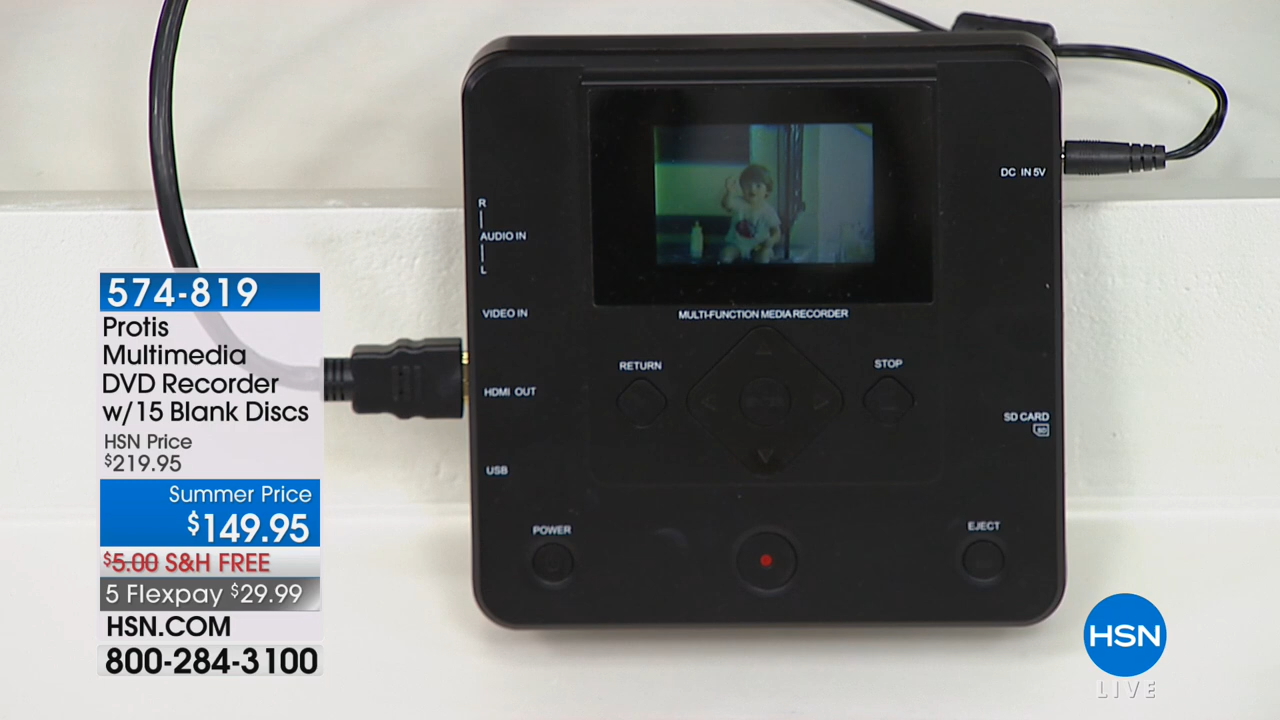 574-819
Protis
Multimedia
DVD Recorder
w/15 Blank Discs
HSN Price
$219.95
Summer Price
$149.95
$5.00 S&H FREE
5 Flexpay $29.99
HSN.COM
800-284-3100
R
AUDIO IN
L
VIDEO IN
HDMI OUT
USB
DC IN 5V
MULTI-FUNCTION MEDIA RECORDER
RETURN
STOP
SD CARD
SD
POWER
EJECT
HSN
LIVE